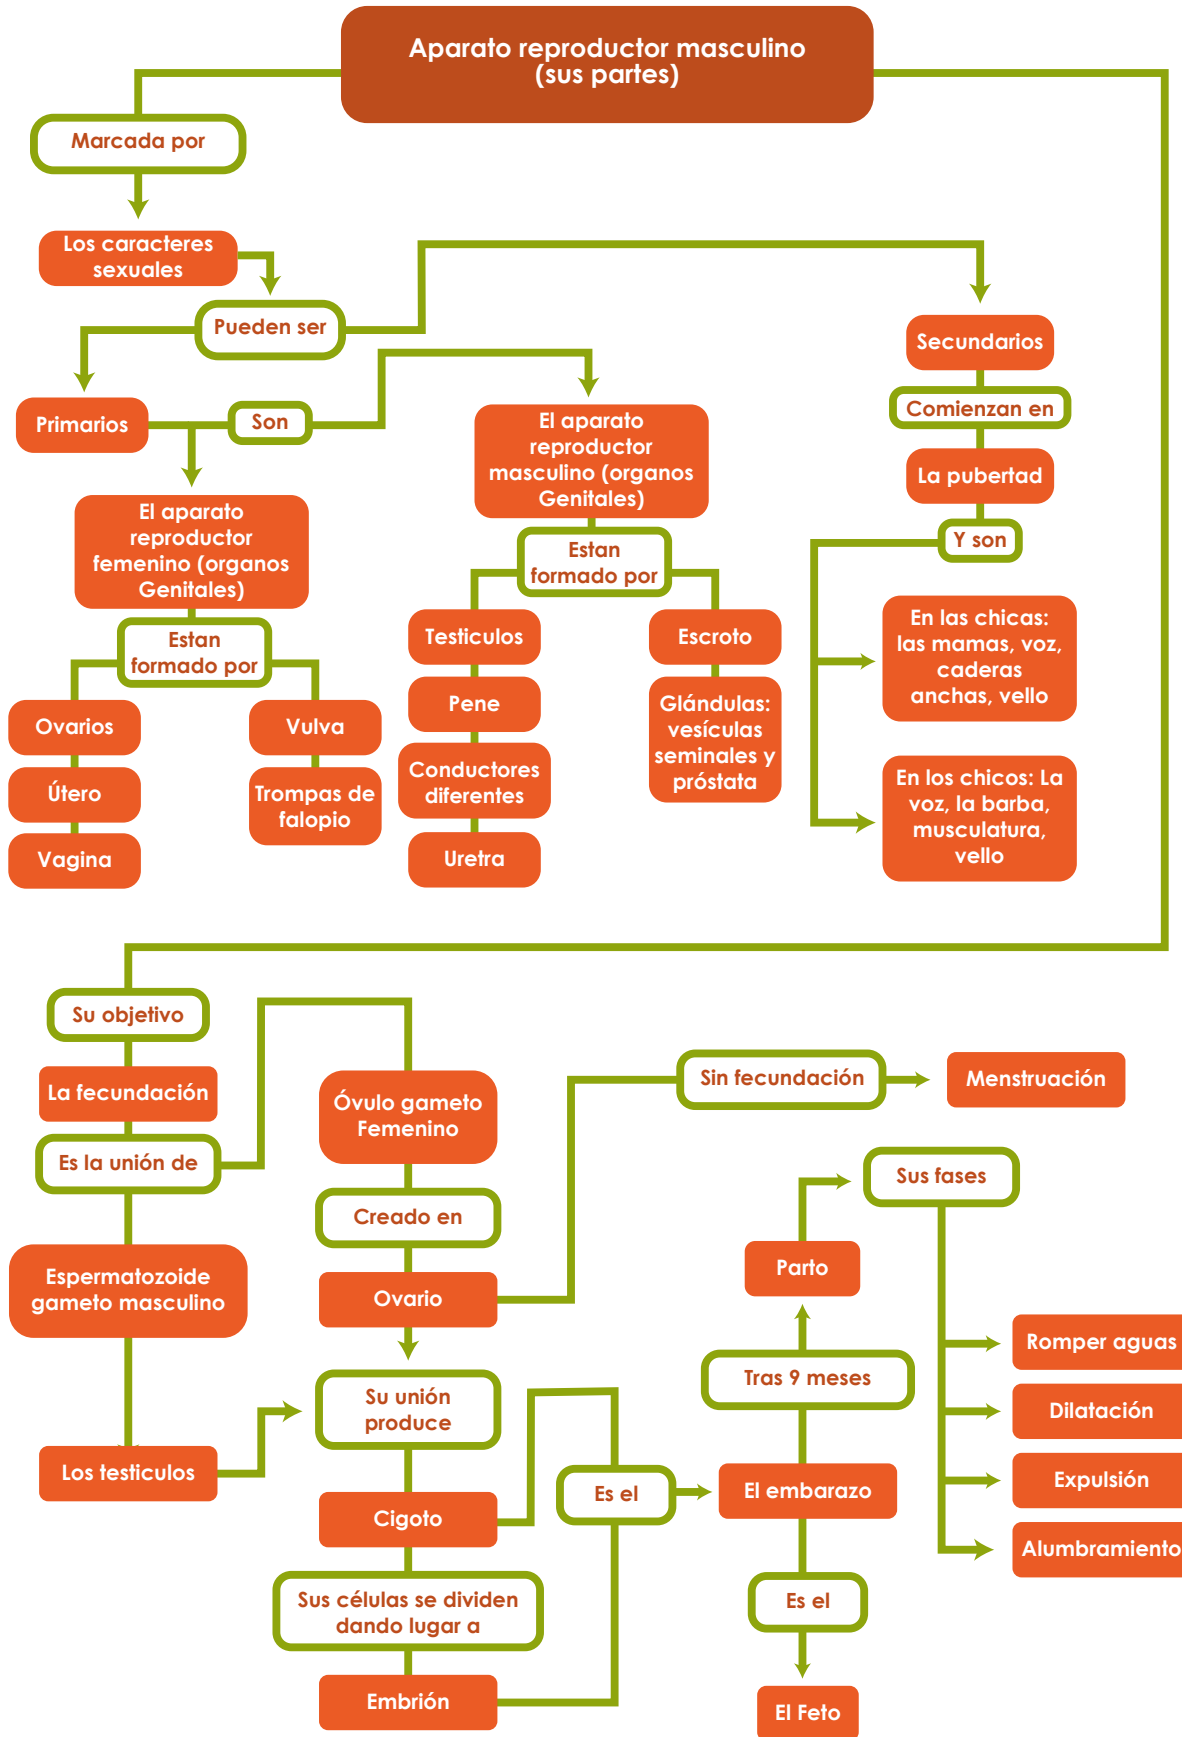 Aparato reproductor masculino
(sus partes)
Marcada por
Los caracteres
sexuales
Pueden ser
Primarios
Son
El aparato
reproductor
femenino (organos
Genitales)
Estan
formado por
Ovarios
Útero
Vagina
Vulva
Trompas de
falopio
El aparato
reproductor
masculino (organos
Genitales)
Estan
formado por
Testiculos
Pene
Conductores
diferentes
Uretra
Escroto
Glándulas:
vesículas
seminales y
próstata
Secundarios
Comienzan en
La pubertad
Y son
En las chicas:
las mamas, voz,
caderas
anchas, vello
En los chicos: La
voz, la barba,
musculatura,
vello
Su objetivo
La fecundación
Es la unión de
Espermatozoide
gameto masculino
Los testiculos
Óvulo gameto
Femenino
Creado en
Ovario
Sin fecundación
Menstruación
Su unión
produce
Cigoto
Sus células se dividen
dando lugar a
Embrión
Es el
El embarazo
Tras 9 meses
Parto
Sus fases
Romper aguas
Dilatación
Expulsión
Alumbramiento
Es el
El Feto